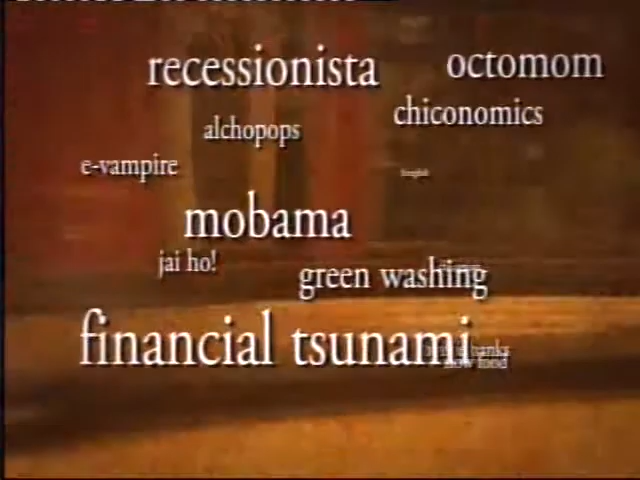 recessionista
octomom
chiconomics
alchopops
e-vampire
mobama
jai ho!
green washing
financial tsunami
slow food